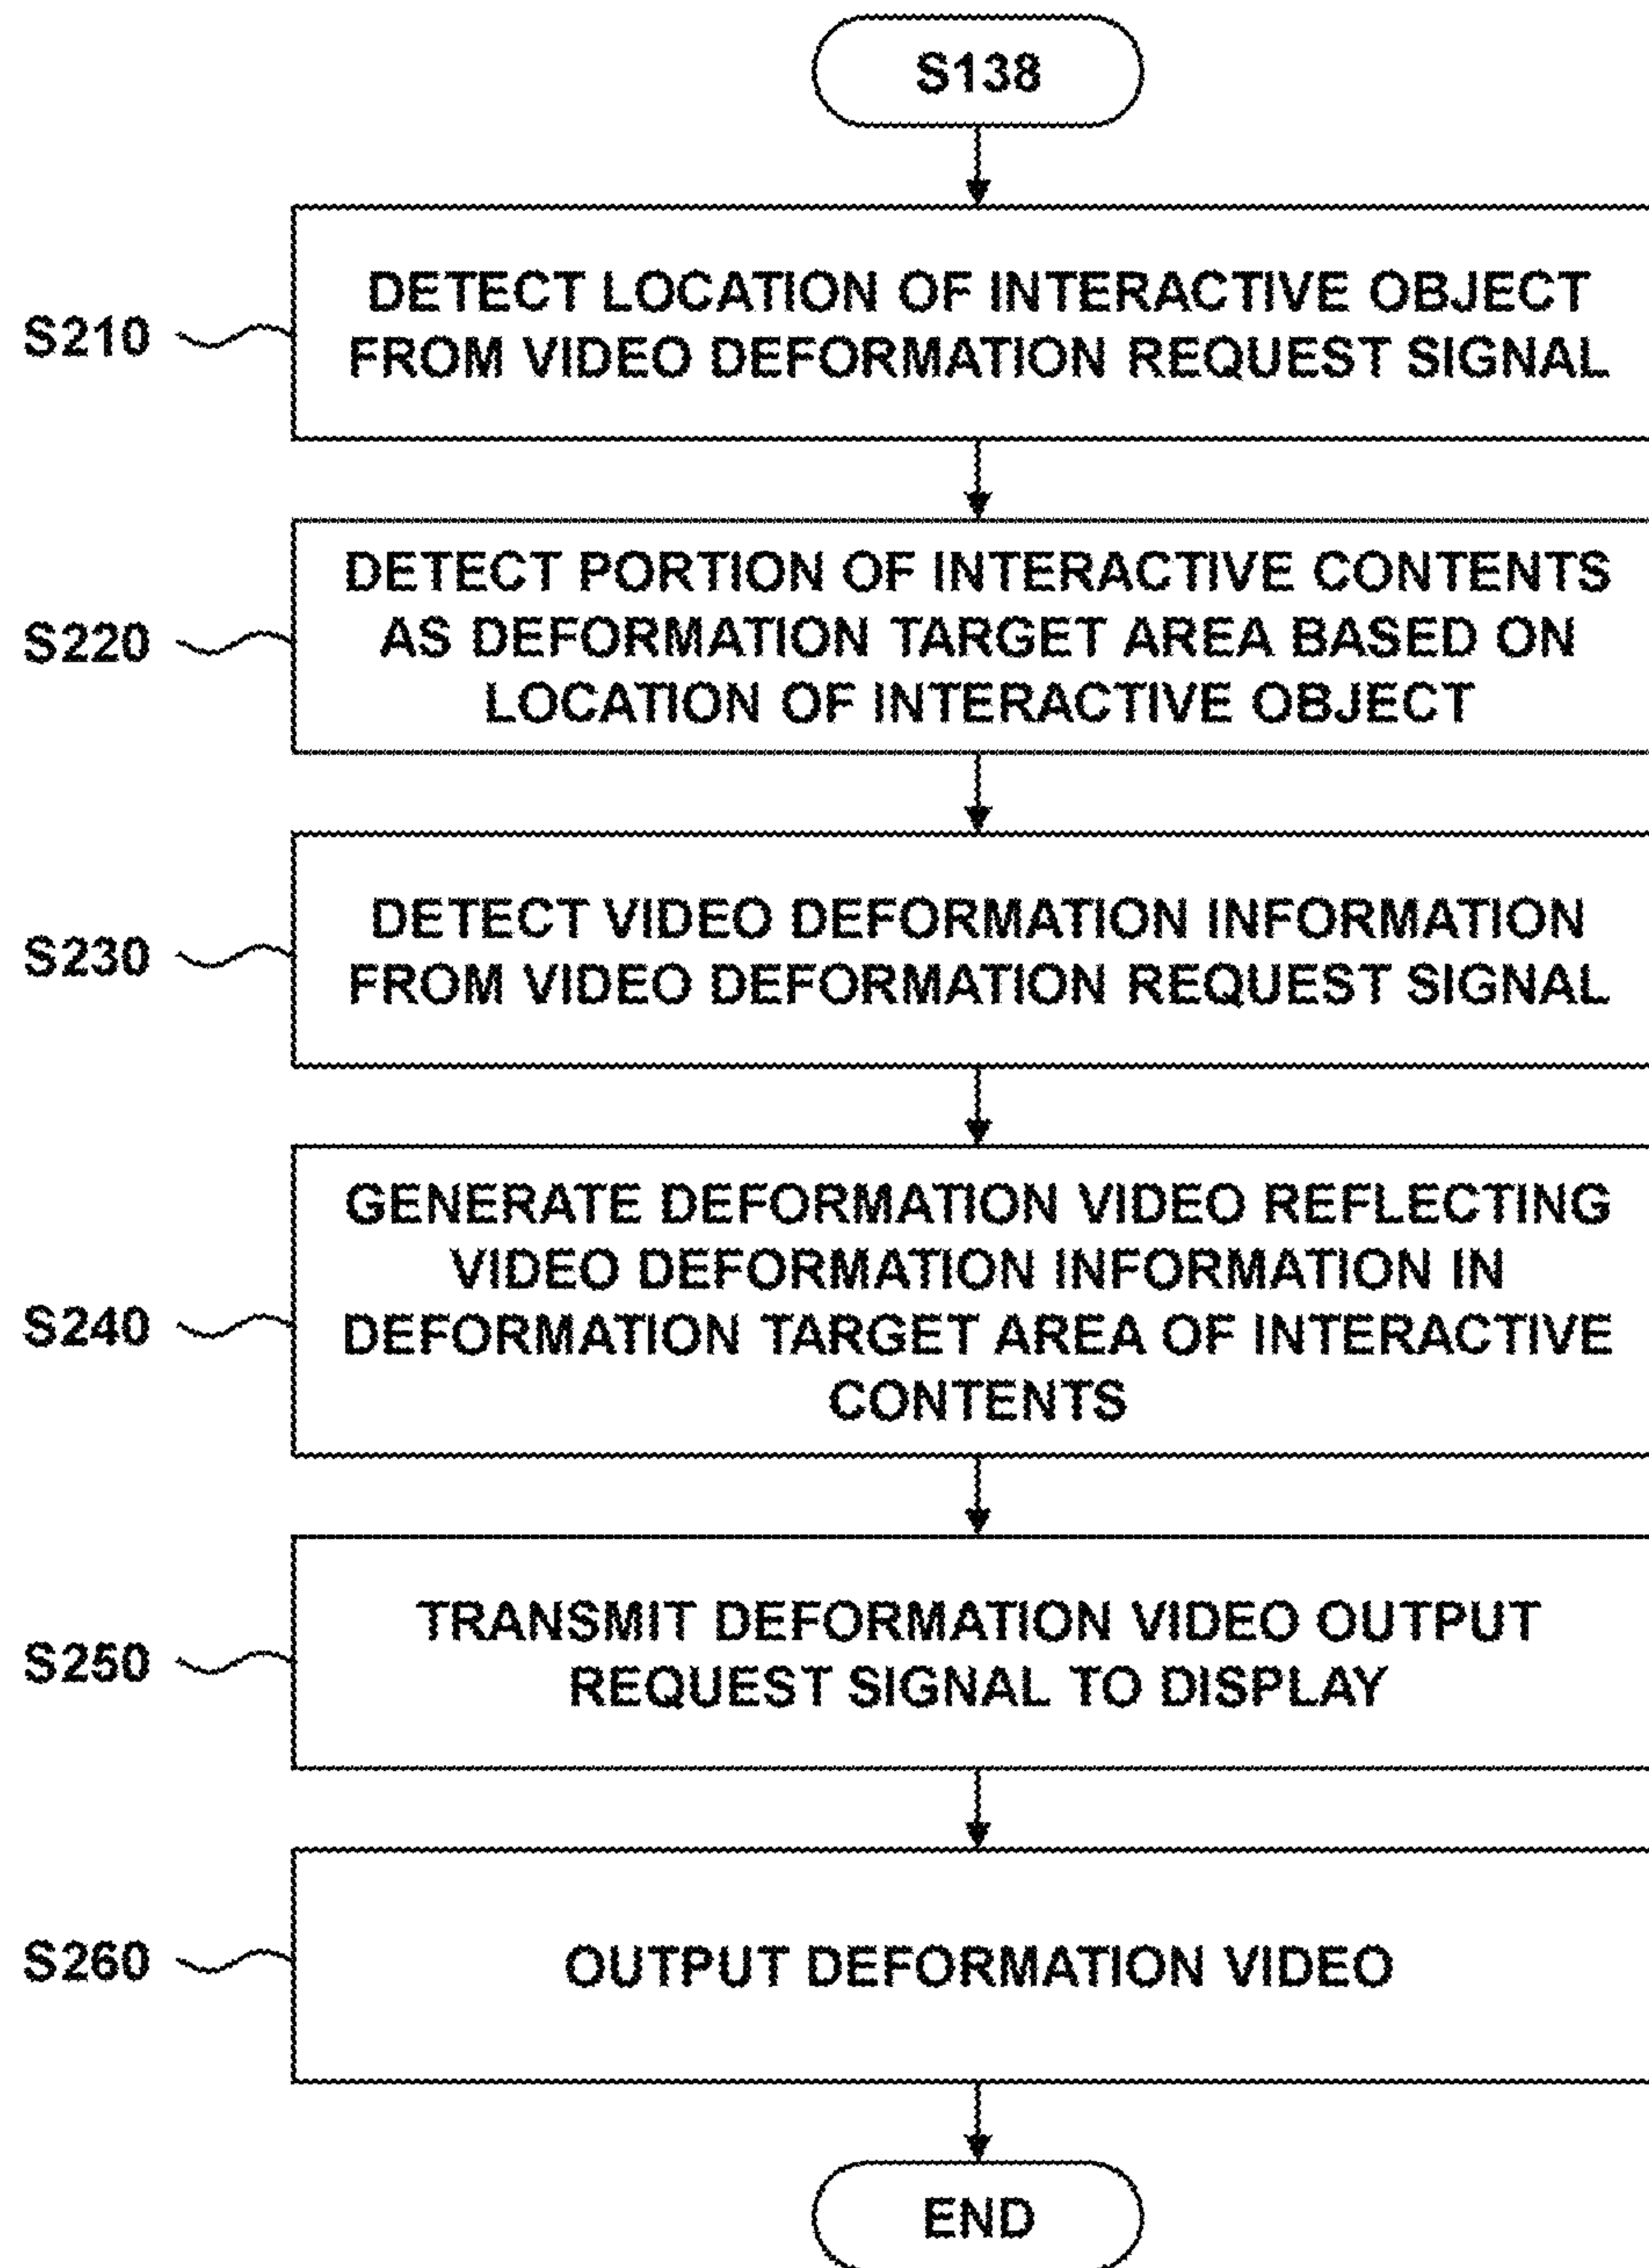 S138
S210
DETECT LOCATION OF INTERACTIVE OBJECT
FROM VIDEO DEFORMATION REQUEST SIGNAL
S220
DETECT PORTION OF INTERACTIVE CONTENTS
AS DEFORMATION TARGET AREA BASED ON
LOCATION OF INTERACTIVE OBJECT
S230
DETECT VIDEO DEFORMATION INFORMATION
FROM VIDEO DEFORMATION REQUEST SIGNAL
S240
GENERATE DEFORMATION VIDEO REFLECTING
VIDEO DEFORMATION INFORMATION IN
DEFORMATION TARGET AREA OF INTERACTIVE
CONTENTS
S250
TRANSMIT DEFORMATION VIDEO OUTPUT
REQUEST SIGNAL TO DISPLAY
S260
OUTPUT DEFORMATION VIDEO
END